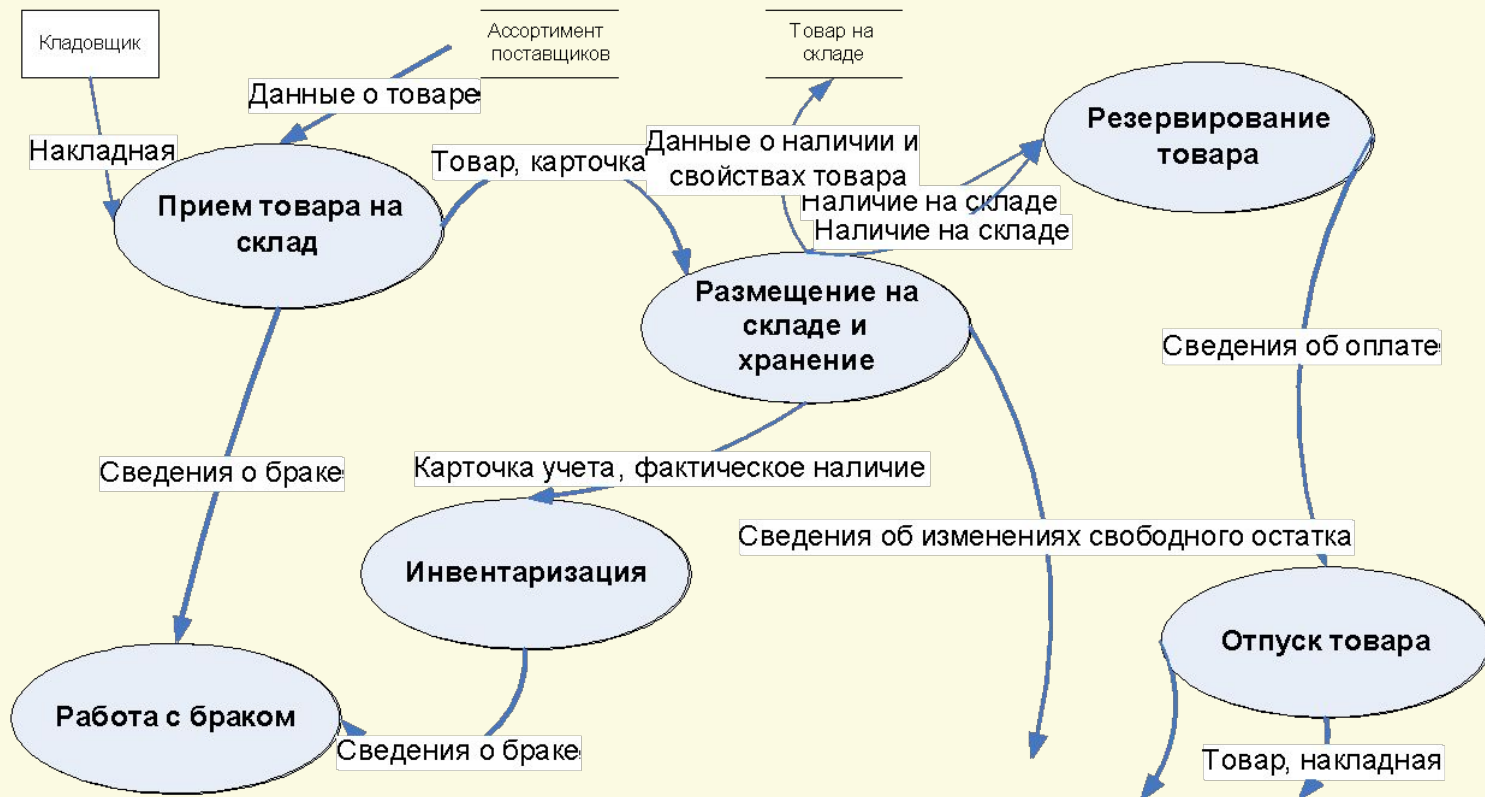 Кладовщик
Ассортимент
поставщиков
Товар на
складе
Данные о товаре
Накладная
Товар, карточка
Данные о наличии и
свойствах товара
Резервирование
товара
Прием товара на
склад
Наличие на складе
Наличие на складе
Размещение на
складе и
хранение
Сведения об оплате
Сведения о браке
Карточка учета, фактическое наличие
Сведения об изменениях свободного остатка
Инвентаризация
Отпуск товара
Работа с браком
Сведения о браке
Товар, накладная